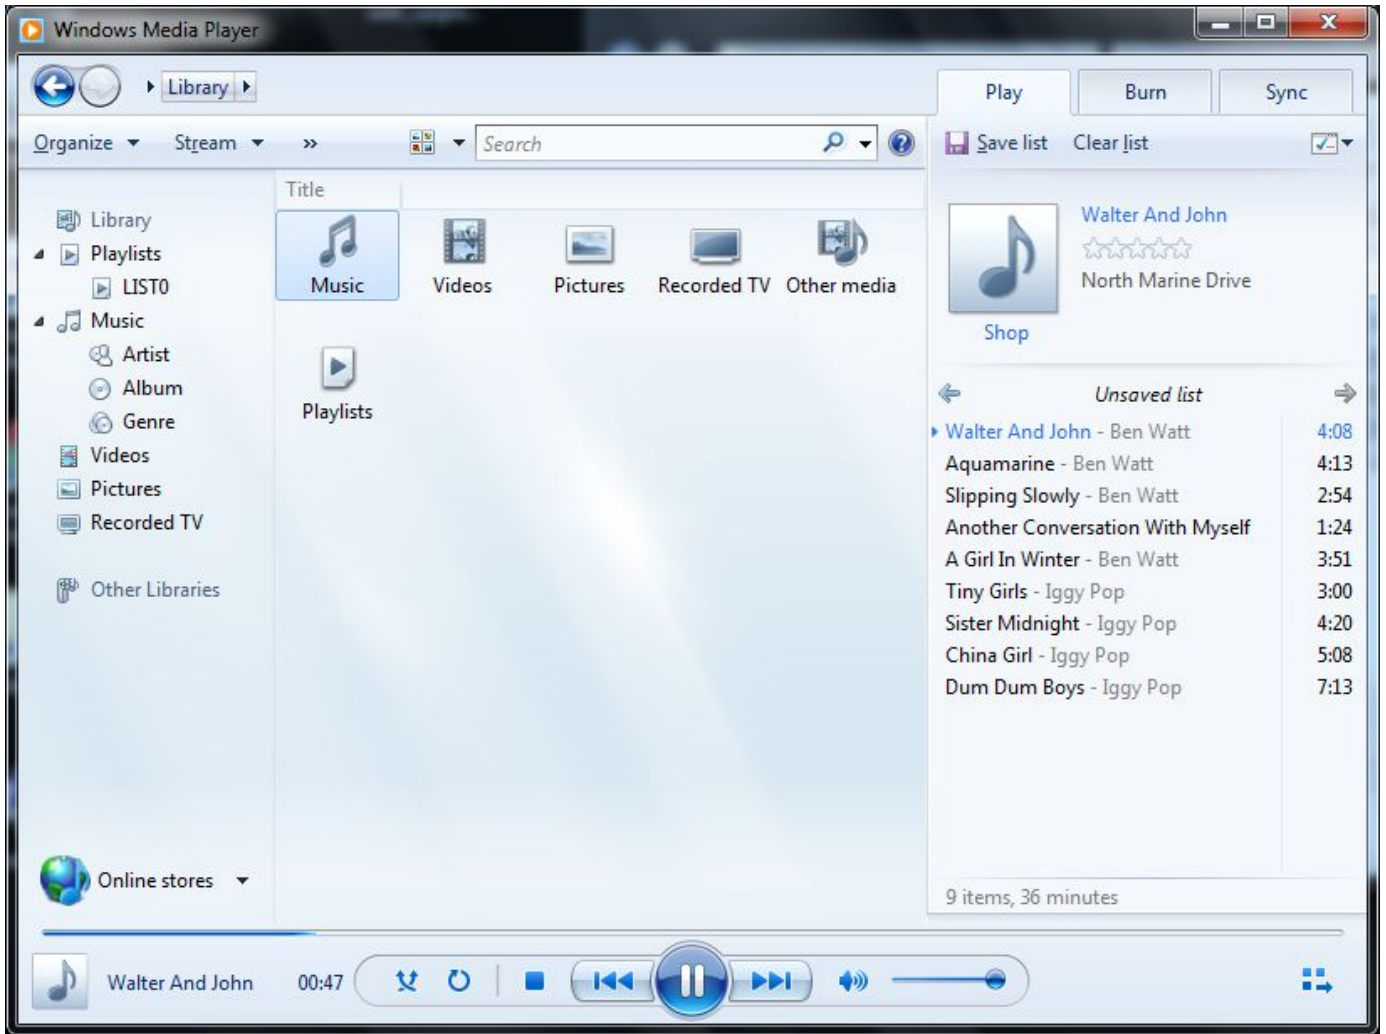 Windows Media Player
Library
Play Burn Sync
Organize Stream » Search
Save list Clear list
Title
Library
Playlists
LIST0
Music
Artist
Album
Genre
Videos
Pictures
Recorded TV
Other Libraries
Online stores
Music Videos Pictures Recorded TV Other media
Playlists
Walter And John
North Marine Drive
Shop
Unsaved list
Walter And John - Ben Watt 4:08
Aquamarine - Ben Watt 4:13
Slipping Slowly - Ben Watt 2:54
Another Conversation With Myself 1:24
A Girl In Winter - Ben Watt 3:51
Tiny Girls - Iggy Pop 3:00
Sister Midnight - Iggy Pop 4:20
China Girl - Iggy Pop 5:08
Dum Dum Boys - Iggy Pop 7:13
9 items, 36 minutes
Walter And John 00:47